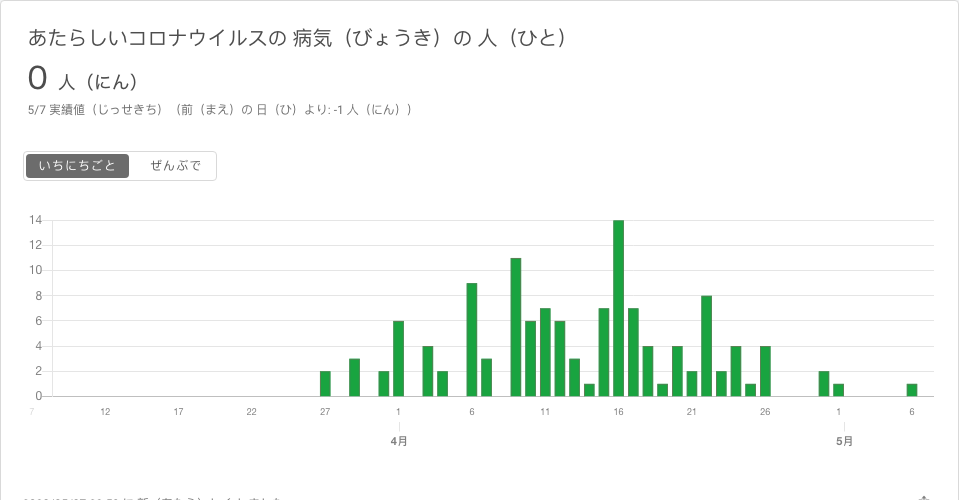 あたらしいコロナウイルスの 病気（びょうき）の 人（ひと）
0 人（にん）
5/7 実績値（じっせきち）（前（まえ）の 日（ひ）より: -1 人（にん））
いちにちごと ぜんぶで
14
12
10
8
6
4
2
0
7 12 17 22 27 1 6 11 16 21 26 1 6
4月 5月